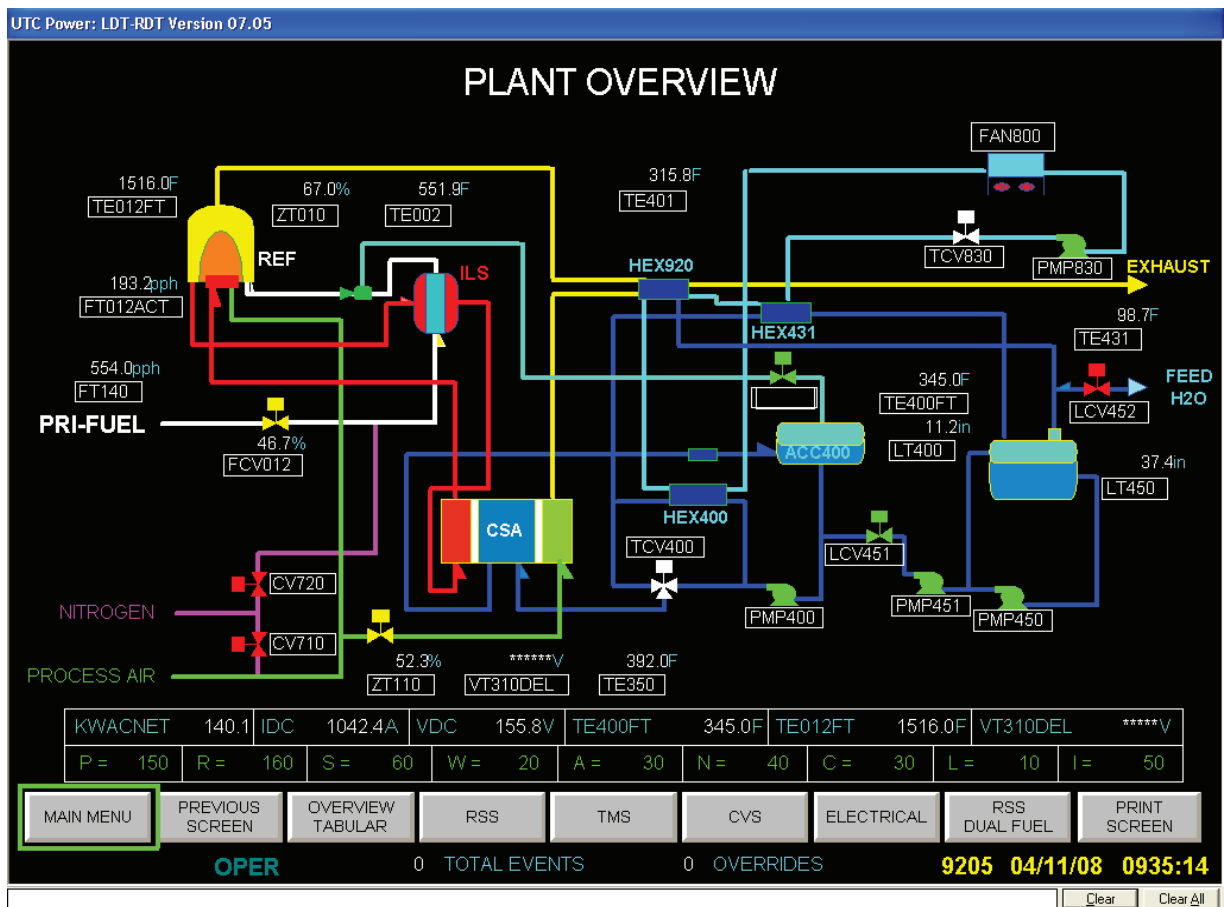 UTC Power: LDT-RDT Version 07.05
PLANT OVERVIEW
FAN800
1516.0F
TE012FT
67.0%
ZT010
551.9F
TE002
315.8F
TE401
REF
ILS
HEX920
TCV830
PMP830
EXHAUST
193.2pph
FT012ACT
HEX431
98.7F
TE431
554.0pph
FT140
345.0F
TE400FT
FEED
H2O
LCV452
PRI-FUEL
46.7%
FCV012
11.2in
LT400
ACC400
37.4in
LT450
CSA
HEX400
TCV400
LCV451
CV720
NITROGEN
PMP400
PMP451
PMP450
CV710
PROCESS AIR
52.3%
ZT110
******V
VT310DEL
392.0F
TE350
KWACNET 140.1 IDC 1042.4A VDC 155.8V TE400FT 345.0F TE012FT 1516.0F VT310DEL *****V
P = 150 R = 160 S = 60 W = 20 A = 30 N = 40 C = 30 L = 10 I = 50
MAIN MENU
PREVIOUS
SCREEN
OVERVIEW
TABULAR
RSS
TMS
CVS
ELECTRICAL
RSS
DUAL FUEL
PRINT
SCREEN
OPER 0 TOTAL EVENTS 0 OVERRIDES 9205 04/11/08 0935:14
Clear Clear All